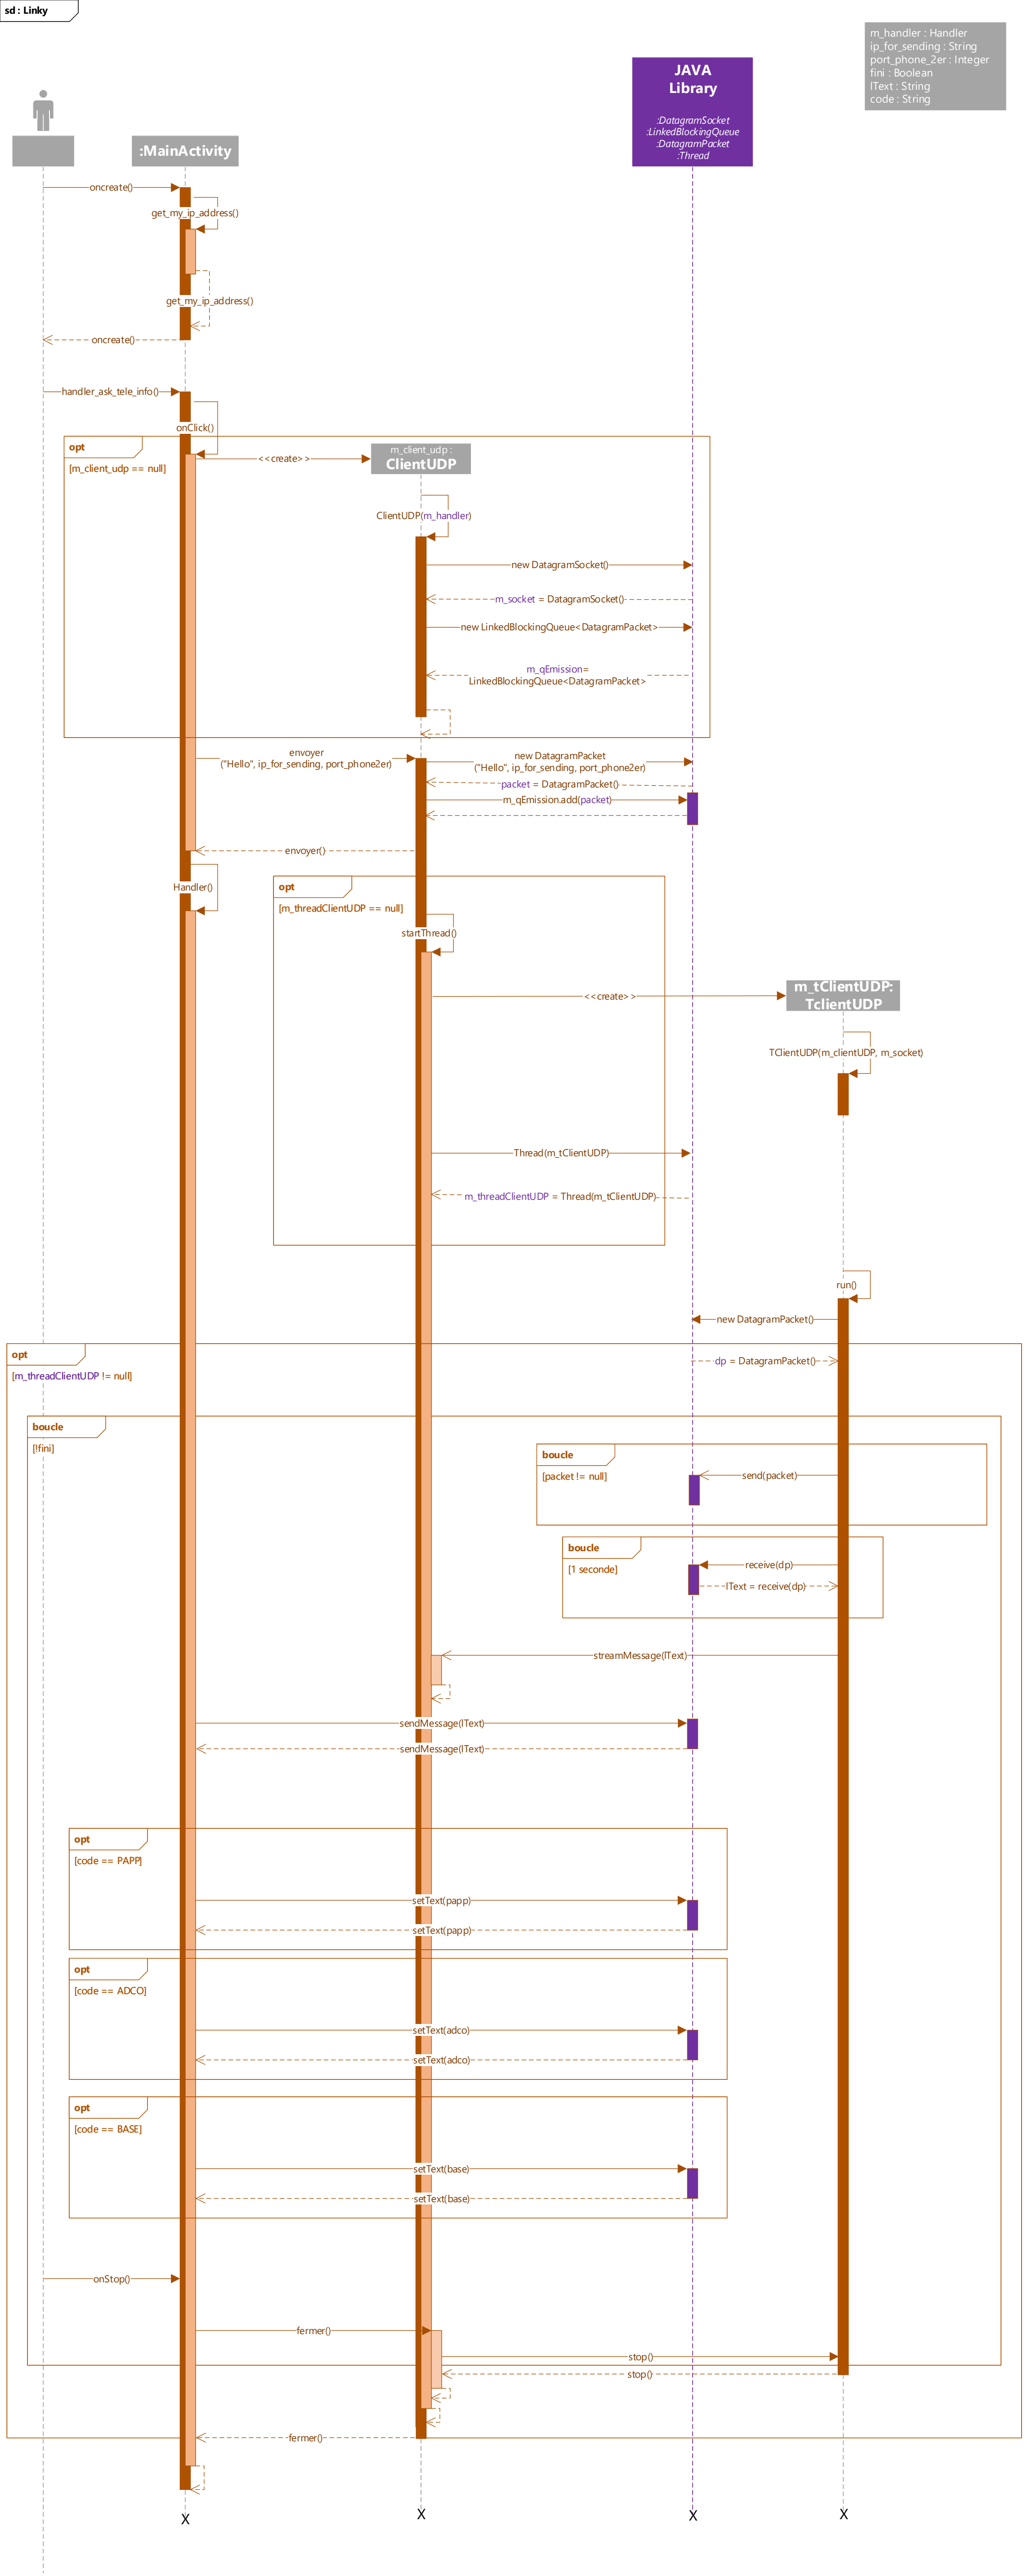 sd : Linky
m_handler : Handler
ip_for_sending : String
port_phone_2er : Integer
fini : Boolean
lText : String
code : String
JAVA
Library
:DatagramSocket
:LinkedBlockingQueue
:DatagramPacket
:Thread
:MainActivity
oncreate()
get_my_ip_address()
get_my_ip_address()
oncreate()
handler_ask_tele_info()
onClick()
opt
[m_client_udp == null]
<<create>>
m_client_udp :
ClientUDP
ClientUDP(m_handler)
new DatagramSocket()
m_socket = DatagramSocket()
new LinkedBlockingQueue<DatagramPacket>
m_qEmission=
LinkedBlockingQueue<DatagramPacket>
envoyer
("Hello", ip_for_sending, port_phone2er)
new DatagramPacket
("Hello", ip_for_sending, port_phone2er)
packet = DatagramPacket()
m_qEmission.add(packet)
envoyer()
Handler()
opt
[m_threadClientUDP == null]
startThread()
<<create>>
m_tClientUDP:
TclientUDP
TClientUDP(m_clientUDP, m_socket)
Thread(m_tClientUDP)
m_threadClientUDP = Thread(m_tClientUDP)
run()
new DatagramPacket()
opt
[m_threadClientUDP != null]
dp = DatagramPacket()
boucle
[!fini]
boucle
[packet != null]
send(packet)
boucle
[1 seconde]
receive(dp)
lText = receive(dp)
streamMessage(lText)
sendMessage(lText)
sendMessage(lText)
opt
[code == PAPP]
setText(papp)
setText(papp)
opt
[code == ADCO]
setText(adco)
setText(adco)
opt
[code == BASE]
setText(base)
setText(base)
onStop()
fermer()
stop()
stop()
fermer()
X
X
X
X